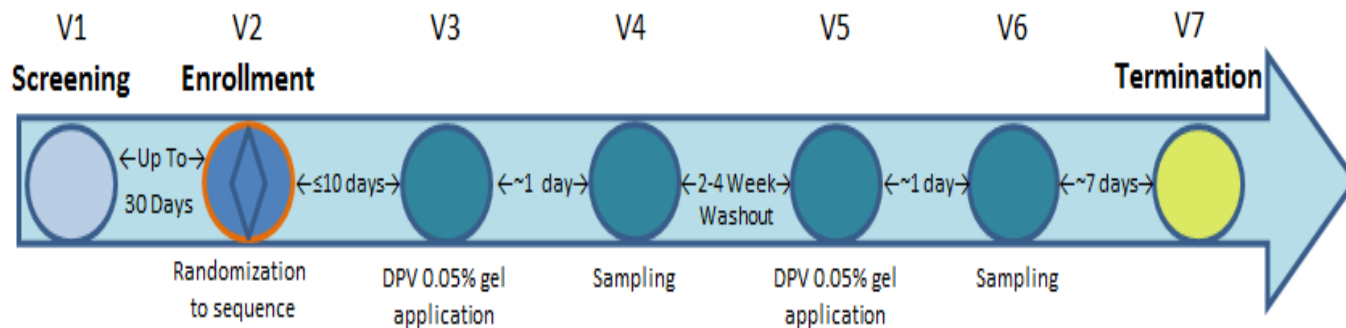 V1 V2 V3 V4 V5 V6 V7
Screening Enrollment Termination
←Up To→
30 Days
←≤10 days→ ←~1 day→ ←2-4 Week→
Washout
←~1 day→ ←~7 days→
Randomization
to sequence
DPV 0.05% gel
application
Sampling
DPV 0.05% gel
application
Sampling